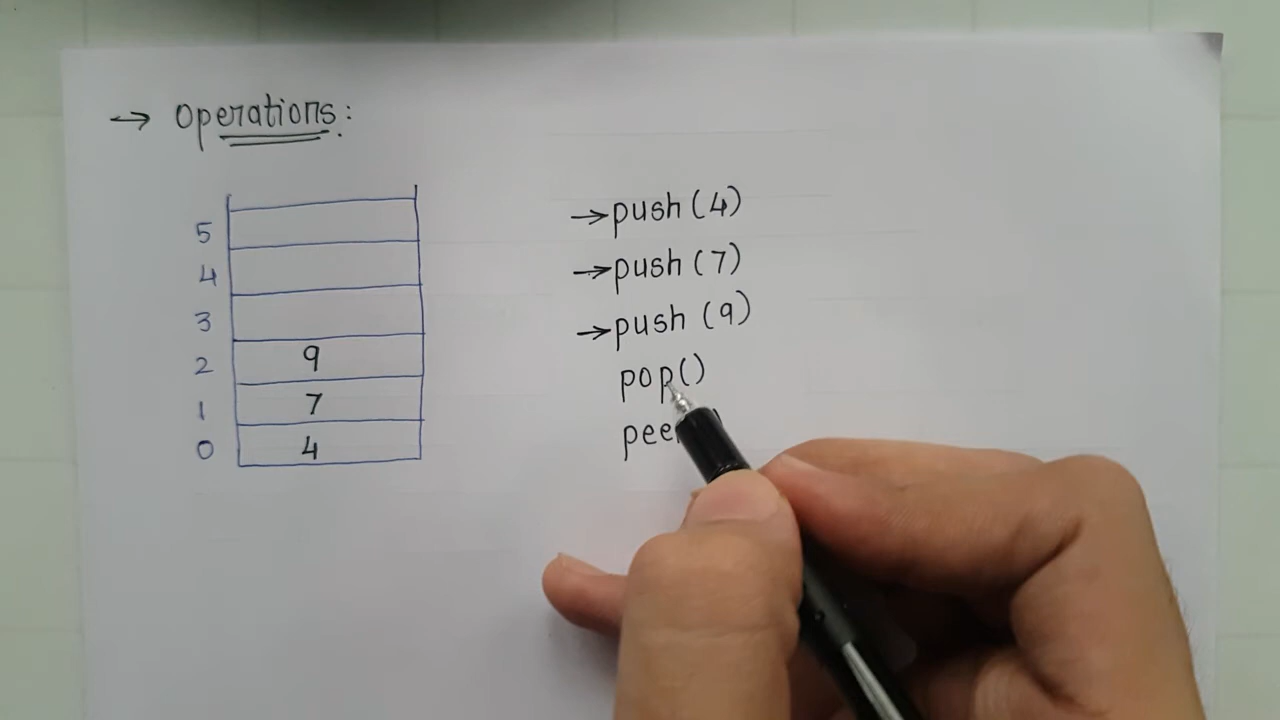 → Operations:
5
4
3
2 9
1 7
0 4
→ push(4)
→ push(7)
→ push(9)
pop()